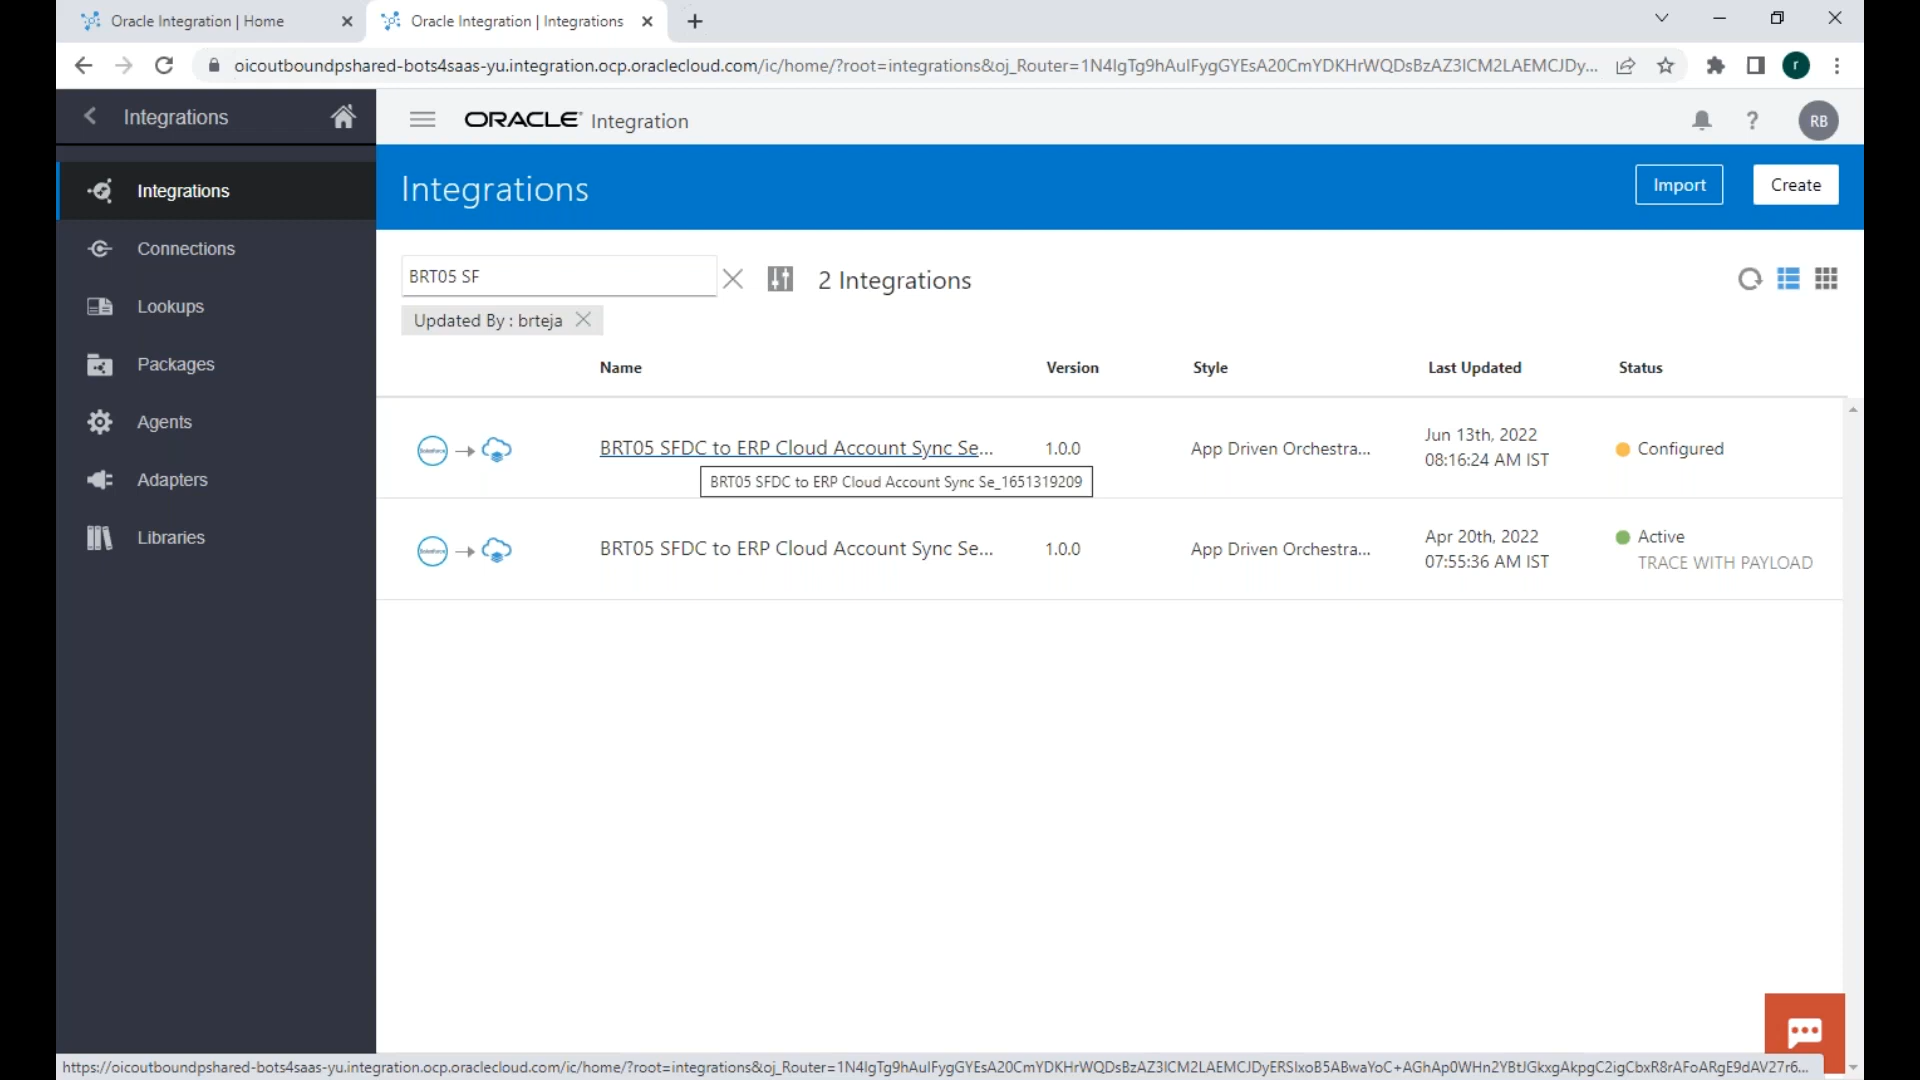 Oracle Integration | Home
Oracle Integration | Integrations
oicoutboundpshared-bots4saas-yu.integration.ocp.oraclecloud.com/ic/home/?root=integrations&oj_Router=1N4IgTg9hAuIFygGYEsA20CmYDKHrWQDsBzAZ3ICM2LAEMCJDy...
r
Integrations
ORACLE Integration
?
RB
Integrations
Integrations
Import
Create
Connections
Lookups
Packages
Agents
Adapters
Libraries
BRT05 SF
2 Integrations
Updated By : brteja
Name
Version
Style
Last Updated
Status
BRT05 SFDC to ERP Cloud Account Sync Se...
1.0.0
App Driven Orchestra...
Jun 13th, 2022
08:16:24 AM IST
Configured
BRT05 SFDC to ERP Cloud Account Sync Se_1651319209
BRT05 SFDC to ERP Cloud Account Sync Se...
1.0.0
App Driven Orchestra...
Apr 20th, 2022
07:55:36 AM IST
Active
TRACE WITH PAYLOAD
https://oicoutboundpshared-bots4saas-yu.integration.ocp.oraclecloud.com/ic/home/?root=integrations&oj_Router=1N4IgTg9hAuIFygGYEsA20CmYDKHrWQDsBzAZ3ICM2LAEMCJDyERSIxoB5ABwaYoC+AGhAp0WHn2YBtJGkxgAkpgC2igCbxR8rAFoARgE9dAV27r6...